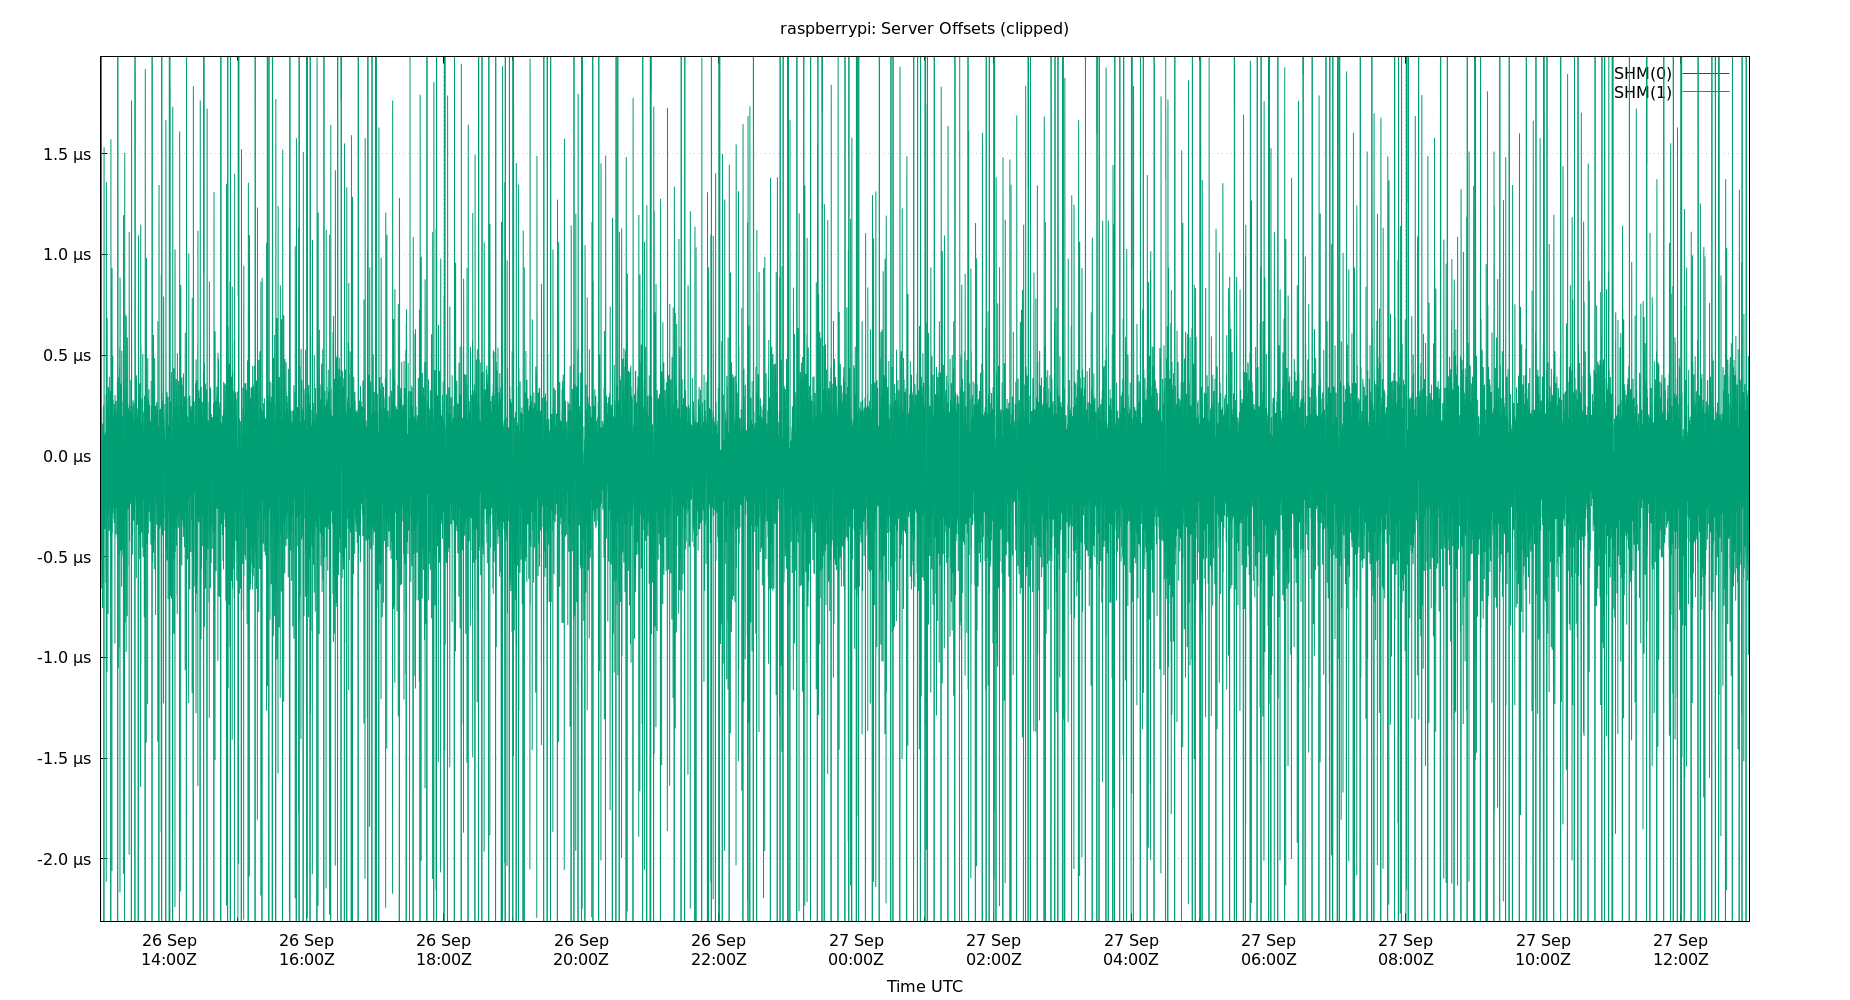 raspberrypi: Server Offsets (clipped)
SHM(0)
SHM(1)
1.5 µs
1.0 µs
0.5 µs
0.0 µs
-0.5 µs
-1.0 µs
-1.5 µs
-2.0 µs
26 Sep 26 Sep 26 Sep 26 Sep 26 Sep 27 Sep 27 Sep 27 Sep 27 Sep 27 Sep 27 Sep 27 Sep
14:00Z 16:00Z 18:00Z 20:00Z 22:00Z 00:00Z 02:00Z 04:00Z 06:00Z 08:00Z 10:00Z 12:00Z
Time UTC